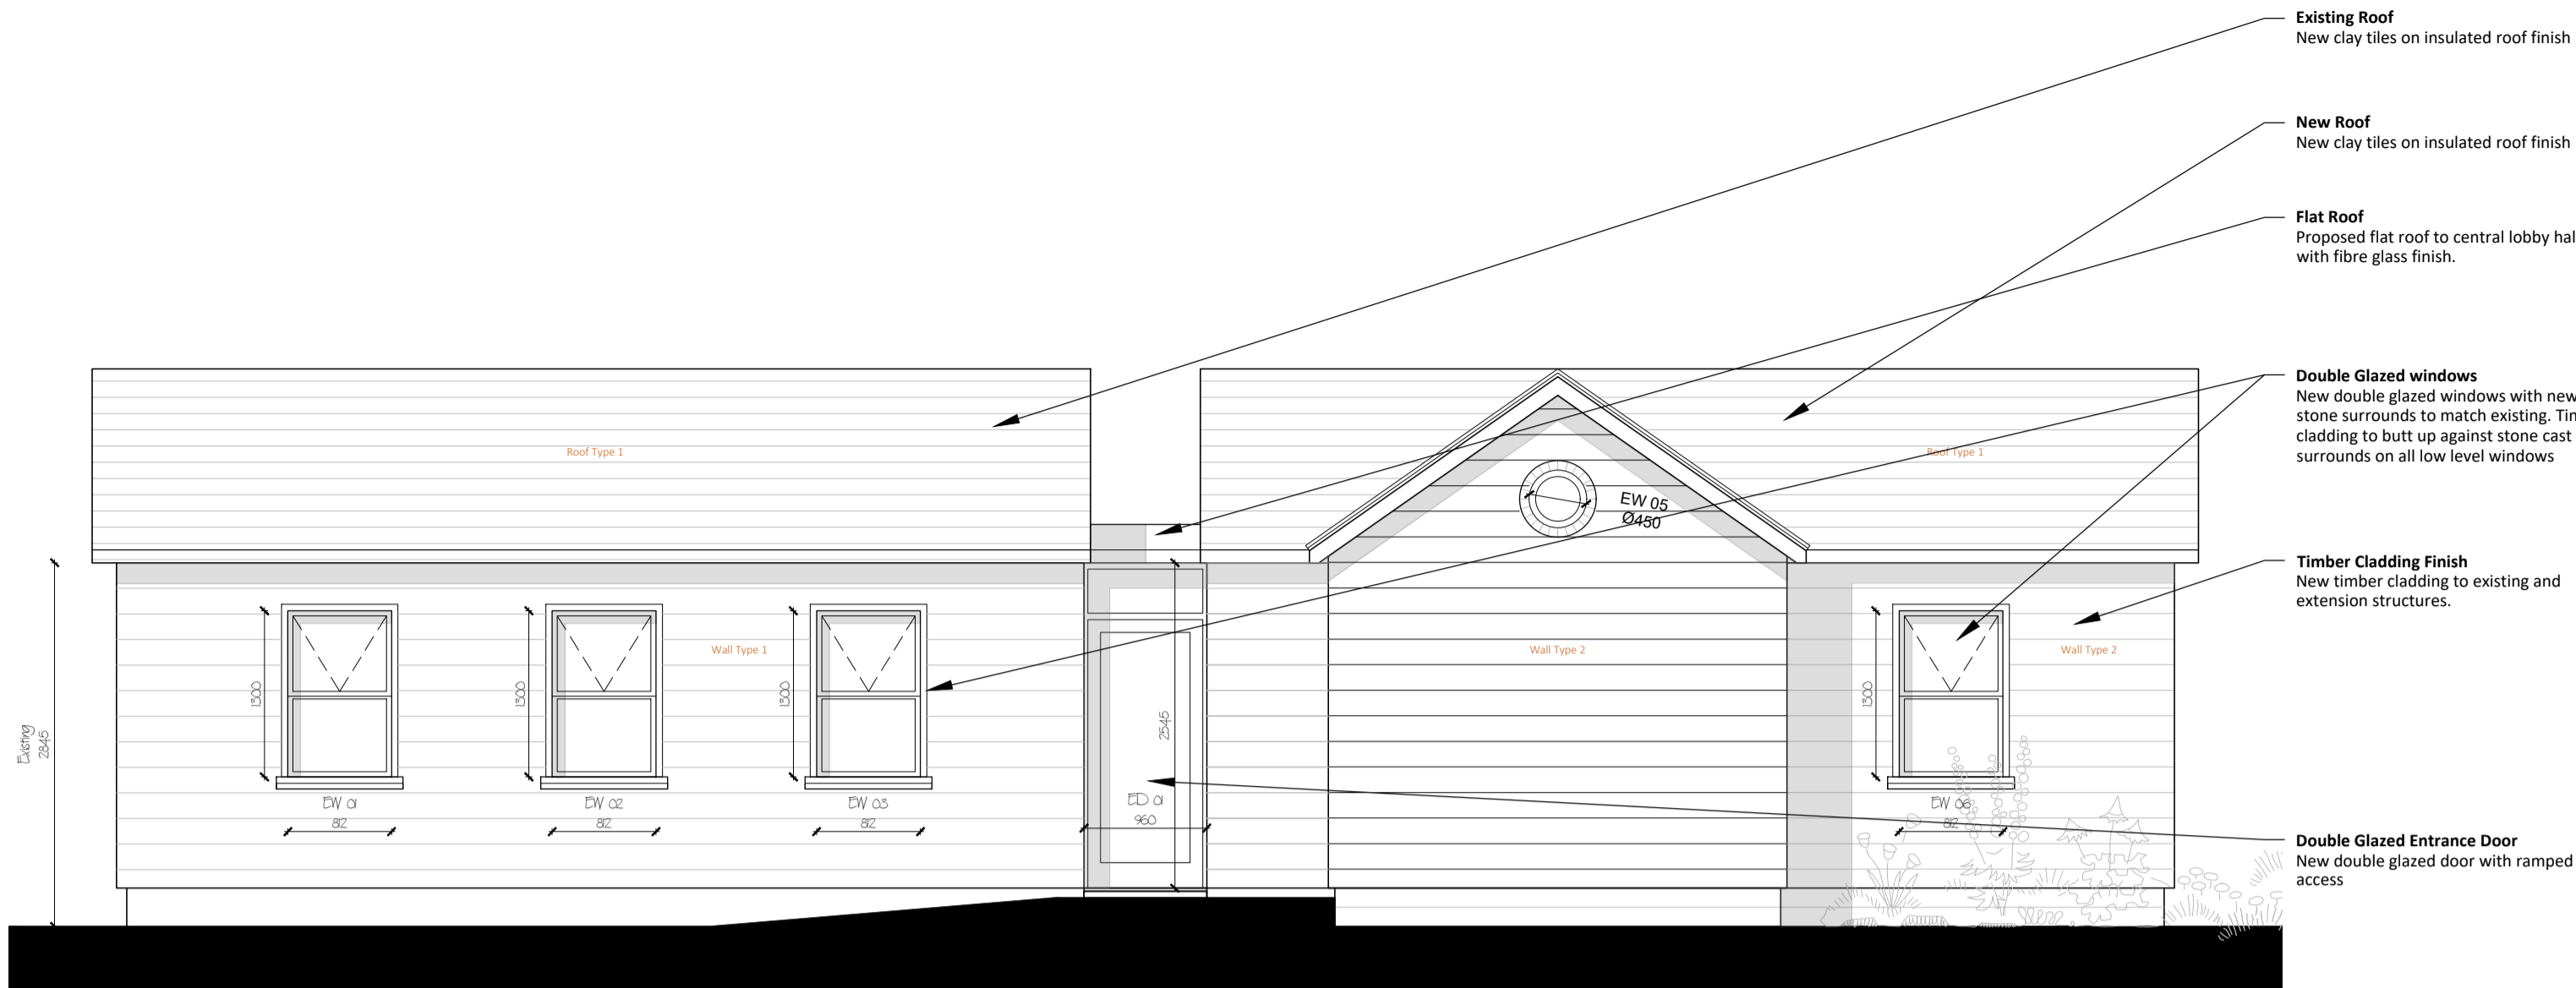 Existing Roof
New clay tiles on insulated roof finish
New Roof
New clay tiles on insulated roof finish
Flat Roof
Proposed flat roof to central lobby hal
with fibre glass finish.
Double Glazed windows
New double glazed windows with new
stone surrounds to match existing. Tin
cladding to butt up against stone cast
surrounds on all low level windows
Timber Cladding Finish
New timber cladding to existing and
extension structures.
Double Glazed Entrance Door
New double glazed door with ramped
access
Roof Type 1
Roof Type 1
EW 05
Ø450
Wall Type 1
Wall Type 2
Wall Type 2
Existing
2845
1300
1300
1300
2545
1300
EW 01
812
EW 02
812
EW 03
812
ED 01
960
EW 06
812